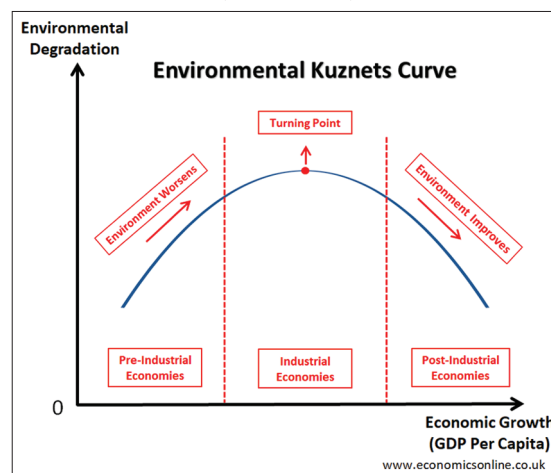 Environmental
Degradation
Environmental Kuznets Curve
Turning Point
Environment Worsens
Environment Improves
Pre-Industrial
Economies
Industrial
Economies
Post-Industrial
Economies
0
Economic Growth
(GDP Per Capita)
www.economicsonline.co.uk